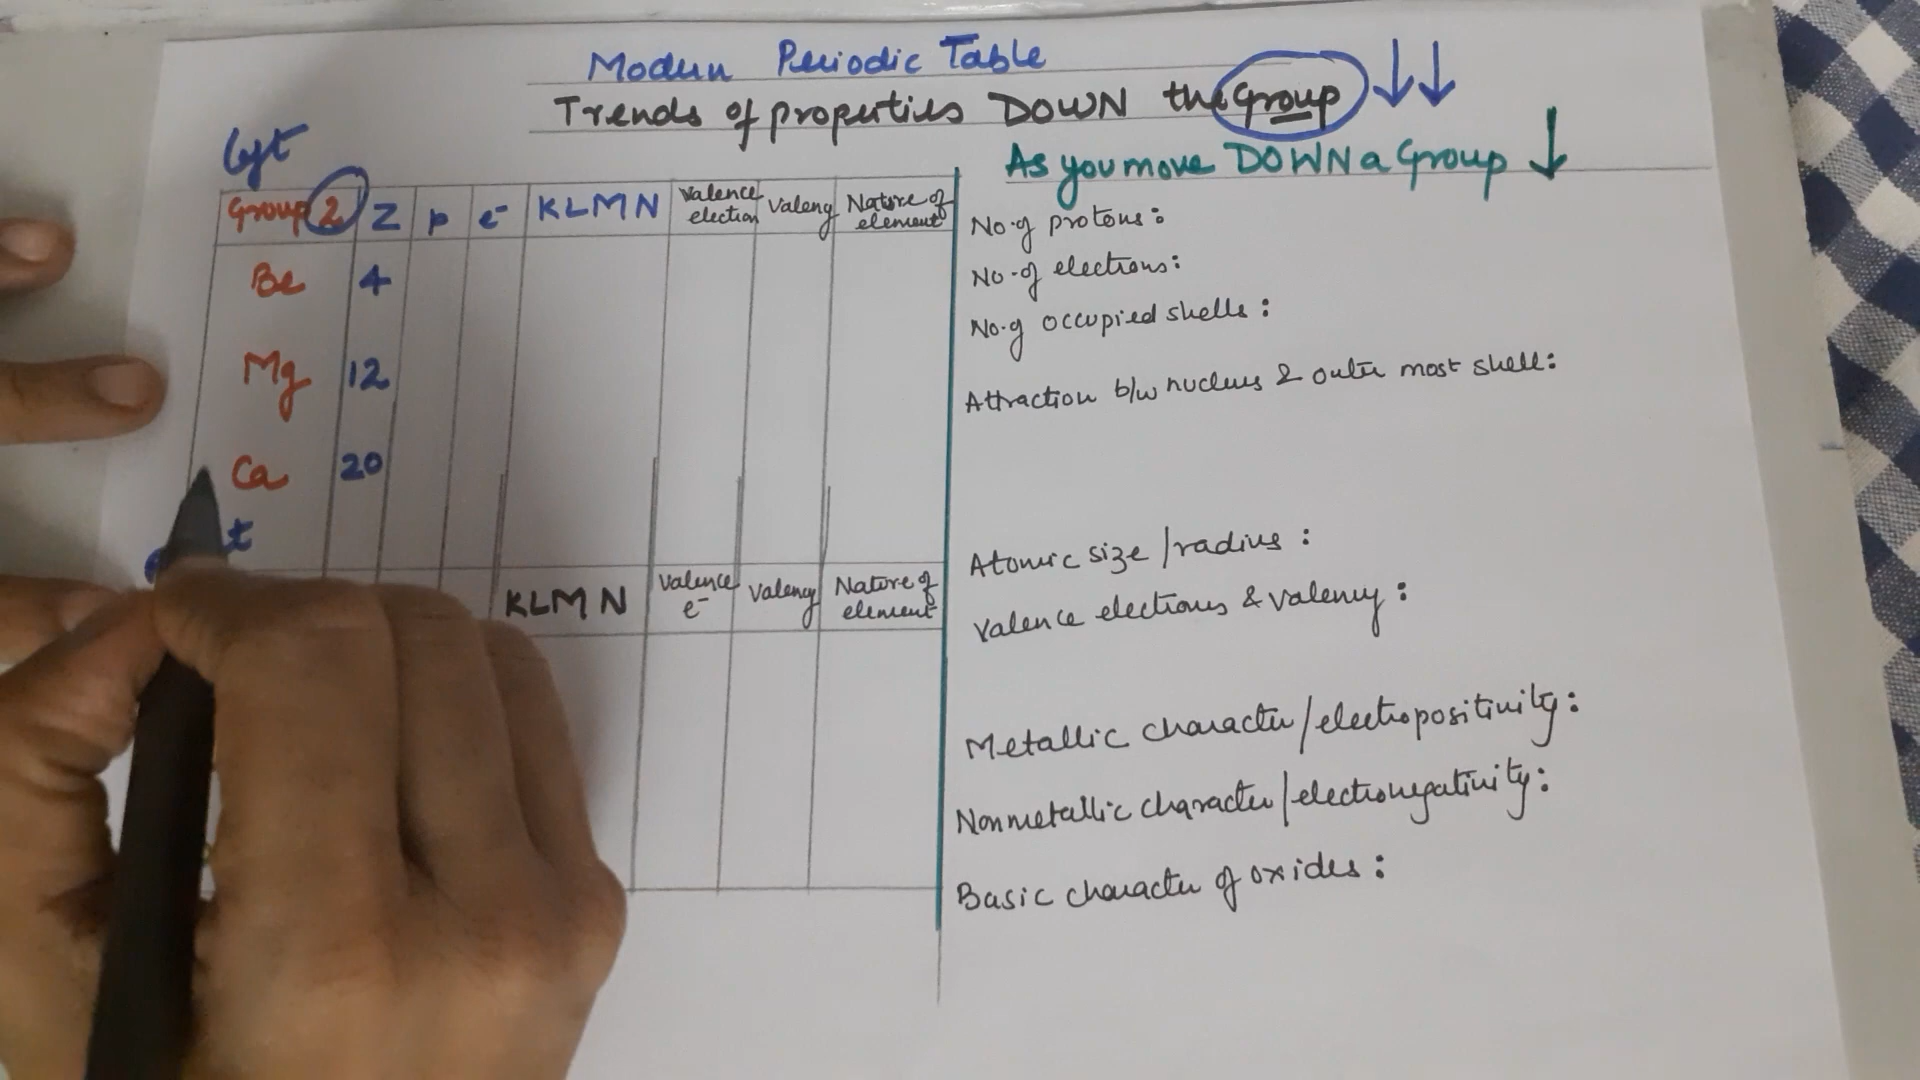 Modern Periodic Table
Trends of properties DOWN the group
As you move DOWN a Group
left
Group 2 Z p e- KLMN Valence electron Valency Nature of element
Be 4
Mg 12
Ca 20
KLMN Valence e- Valency Nature of element
No. of protons:
No. of electrons:
No. of occupied shells:
Attraction b/w nucleus & outer most shell:
Atomic size/radius:
Valence electrons & valency:
Metallic character/electropositivity:
Nonmetallic character/electronegativity:
Basic character of oxides: